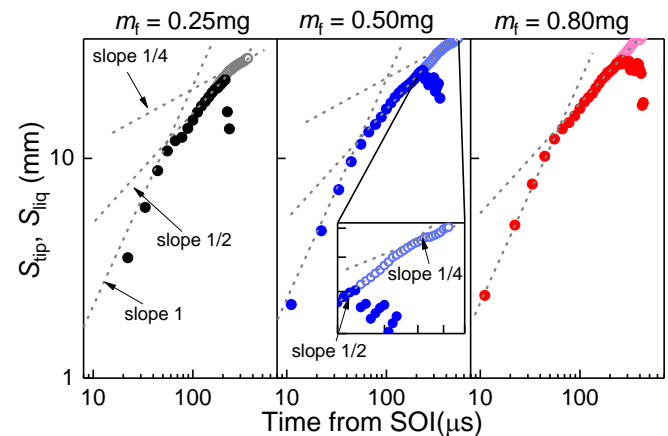 m_f = 0.25mg m_f = 0.50mg m_f = 0.80mg
slope 1/4
10
S_tip, S_liq (mm)
slope 1/4
slope 1/2
slope 1
slope 1/2
1
10 100 10 100 10 100
Time from SOI(μs)